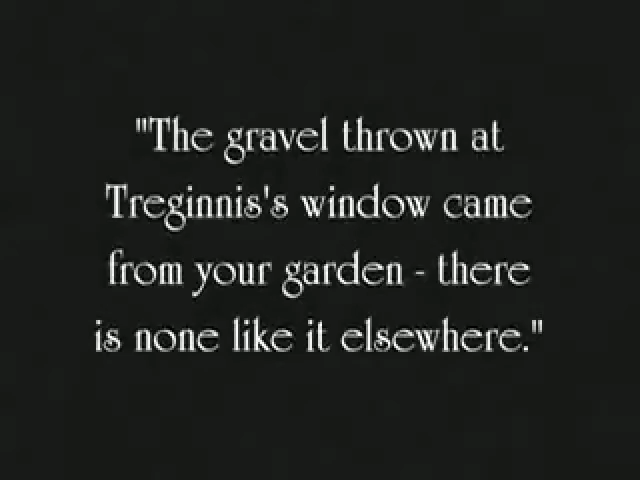 "The gravel thrown at
Treginnis's window came
from your garden - there
is none like it elsewhere."